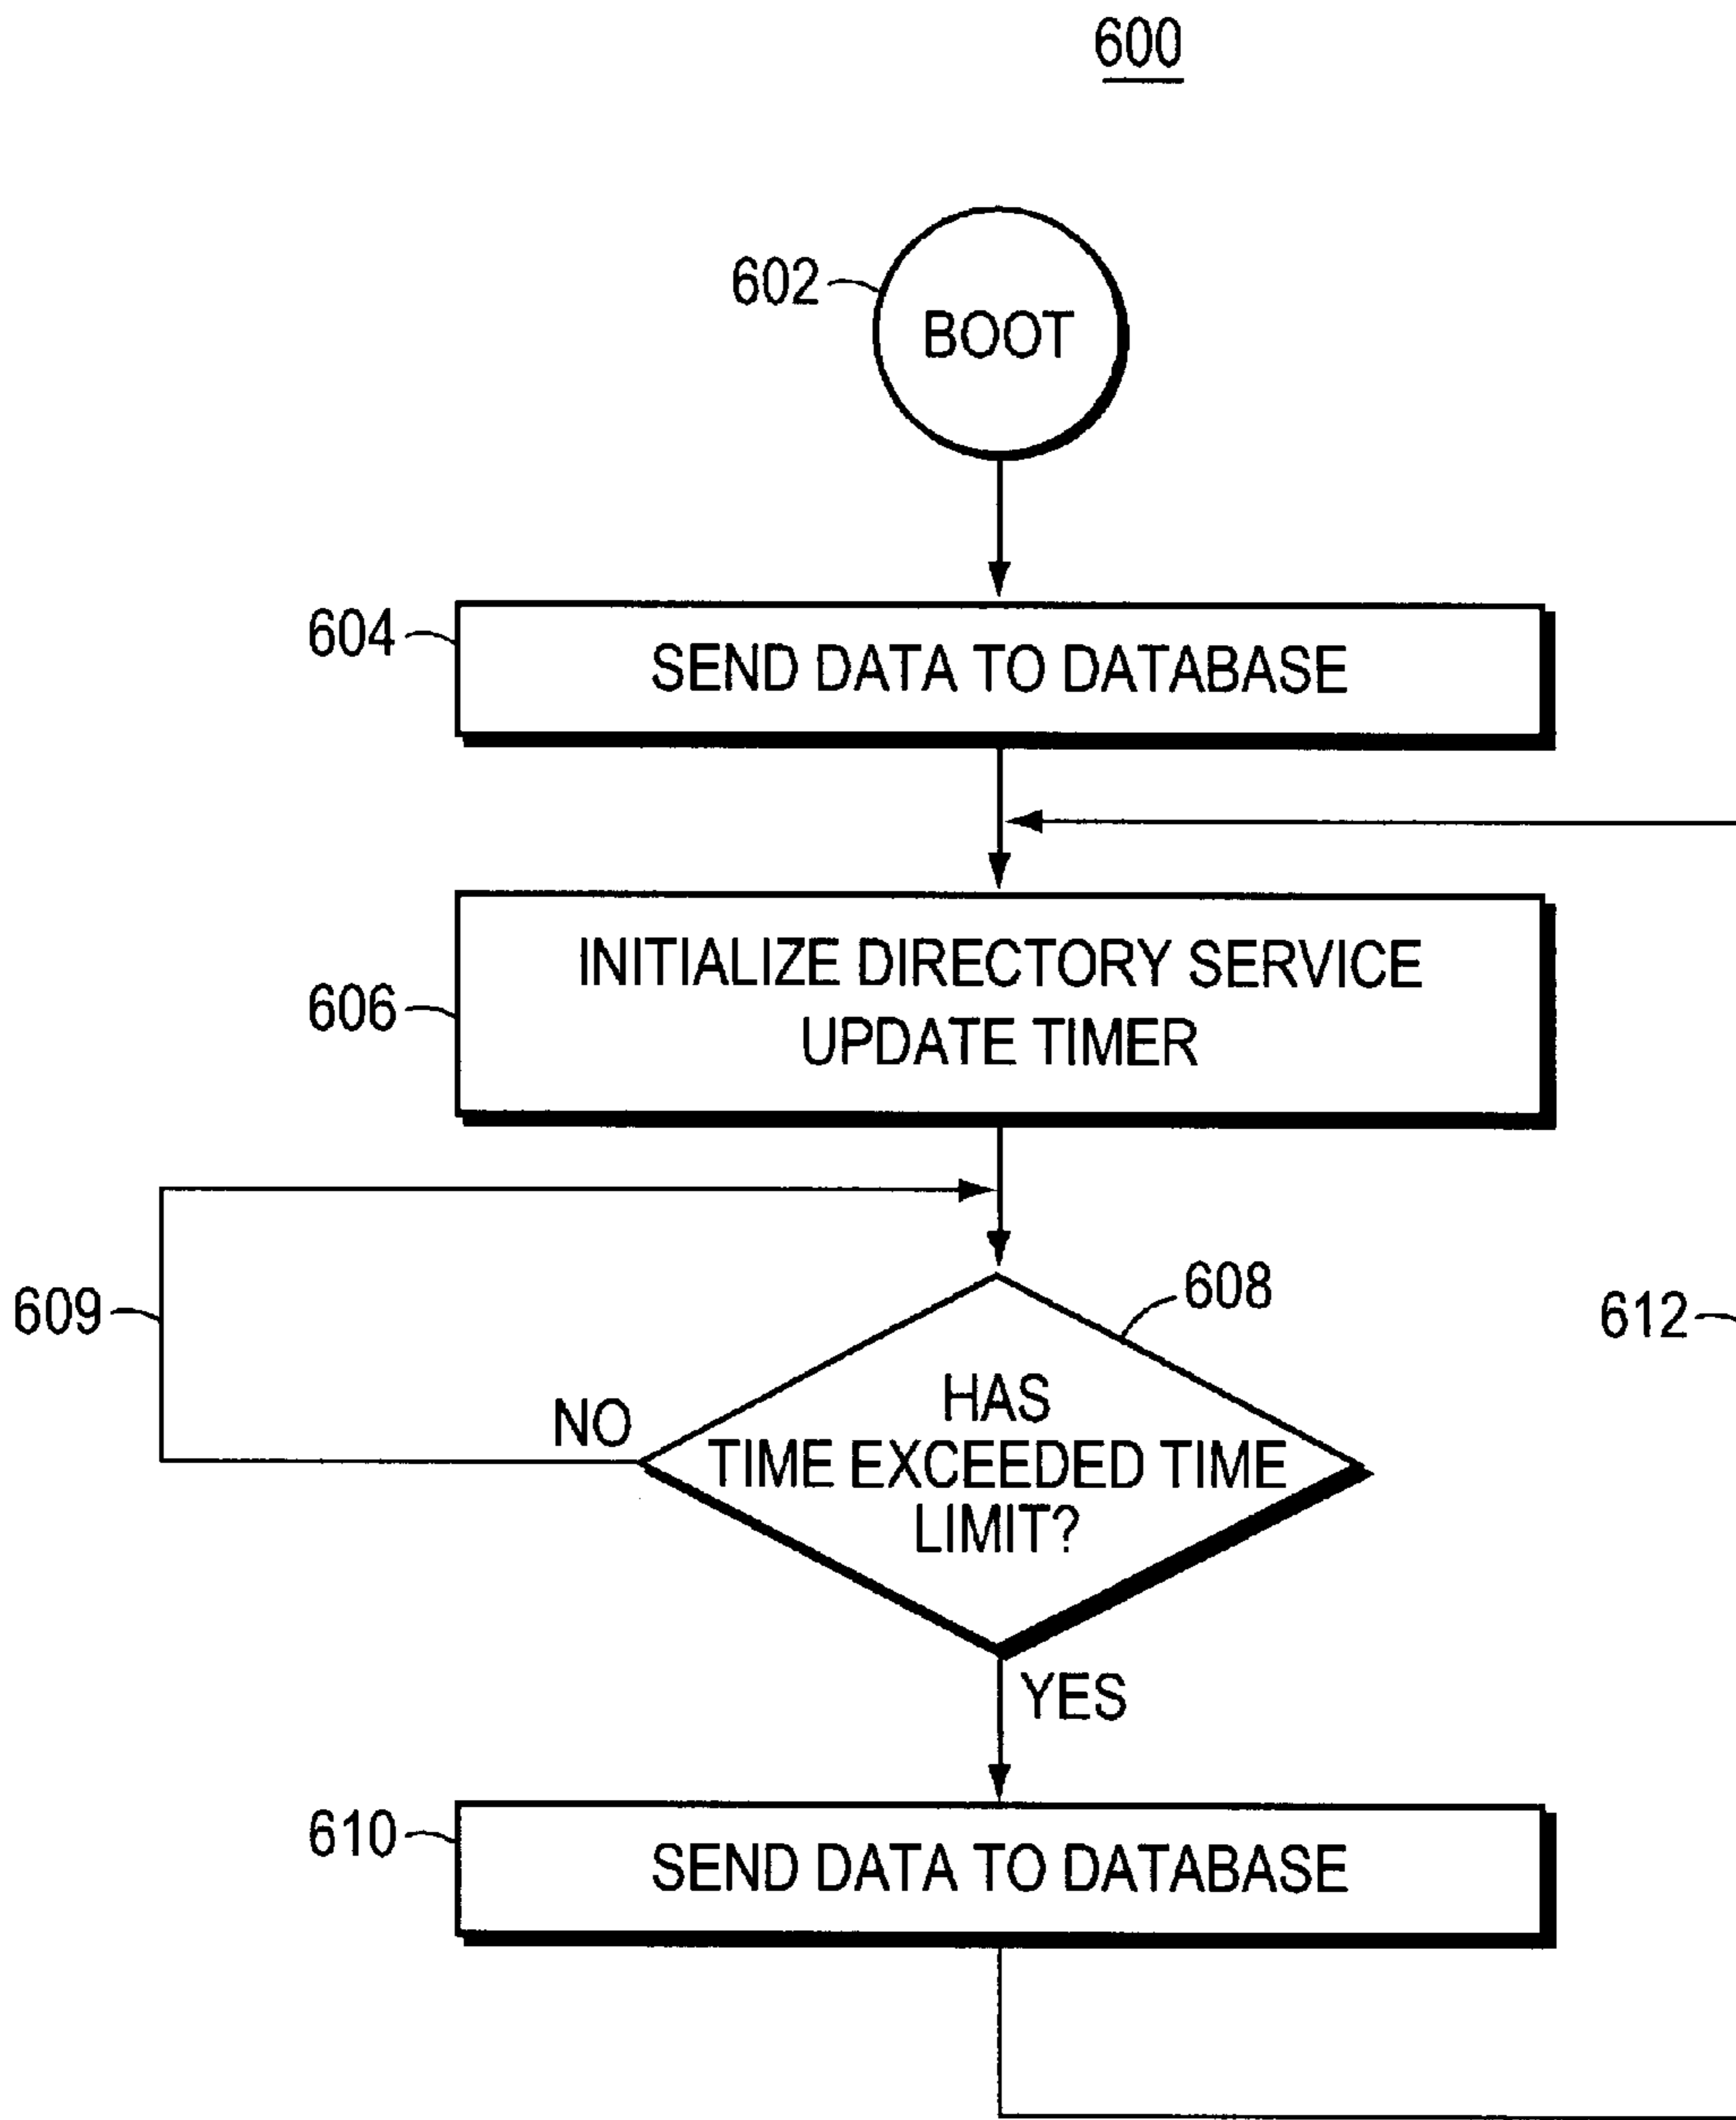 600
602
BOOT
604
SEND DATA TO DATABASE
606
INITIALIZE DIRECTORY SERVICE
UPDATE TIMER
609
608
612
HAS
TIME EXCEEDED TIME
LIMIT?
NO
YES
610
SEND DATA TO DATABASE